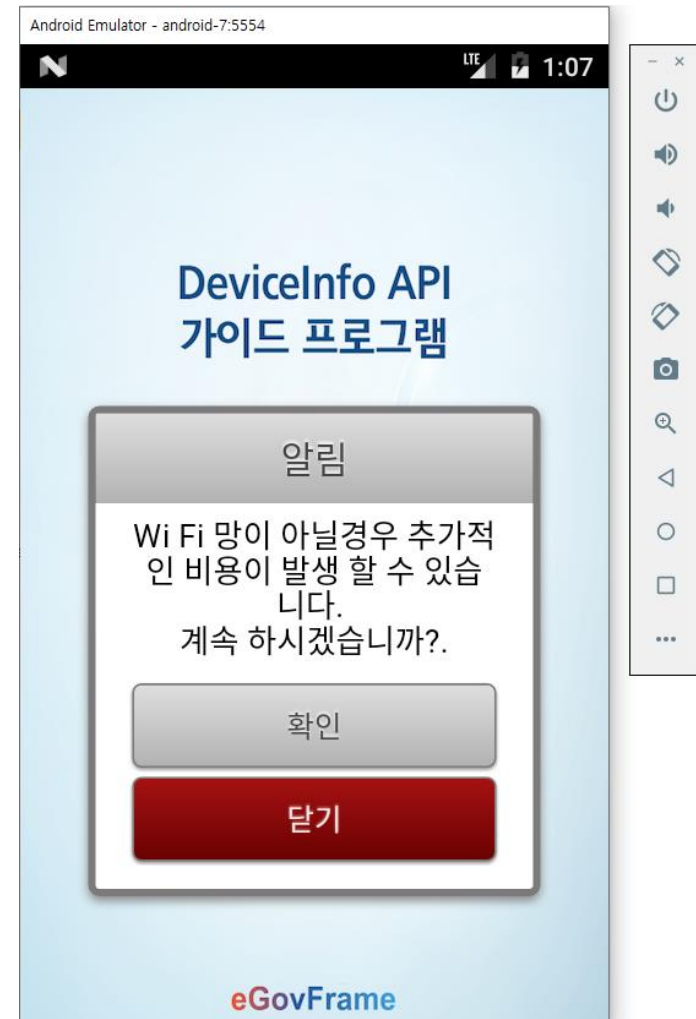 Android Emulator - android-7:5554
LTE 1:07
DeviceInfo API
가이드 프로그램
알림
Wi Fi 망이 아닐경우 추가적
인 비용이 발생 할 수 있습
니다.
계속 하시겠습니까?.
확인
닫기
eGovFrame